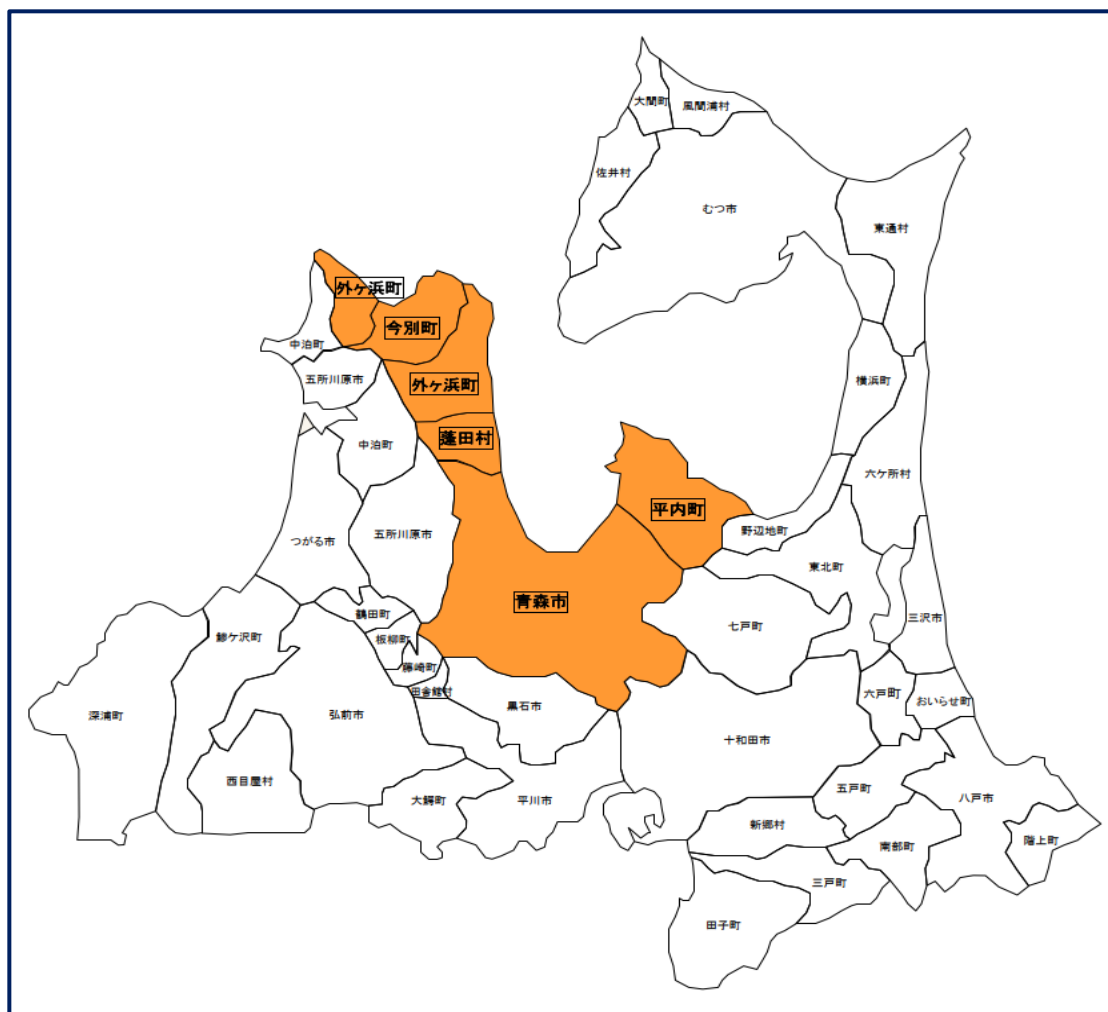 大間町
風間浦村
佐井村
むつ市
東通村
外ヶ浜町
今別町
中泊町
五所川原市
外ヶ浜町
横浜町
蓬田村
中泊町
六ケ所村
平内町
野辺地町
つがる市
五所川原市
東北町
青森市
鶴田町
七戸町
三沢市
鰺ケ沢町
板柳町
藤崎町
田舎館村
六戸町
おいらせ町
深浦町
弘前市
黒石市
十和田市
西目屋村
大鰐町
平川市
五戸町
八戸市
新郷村
南部町
階上町
三戸町
田子町